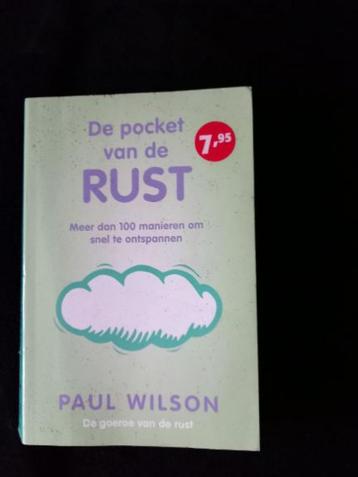 De pocket
van de
RUST
7,95
Meer dan 100 manieren om
snel te ontspannen
PAUL WILSON
De goeroe van de rust